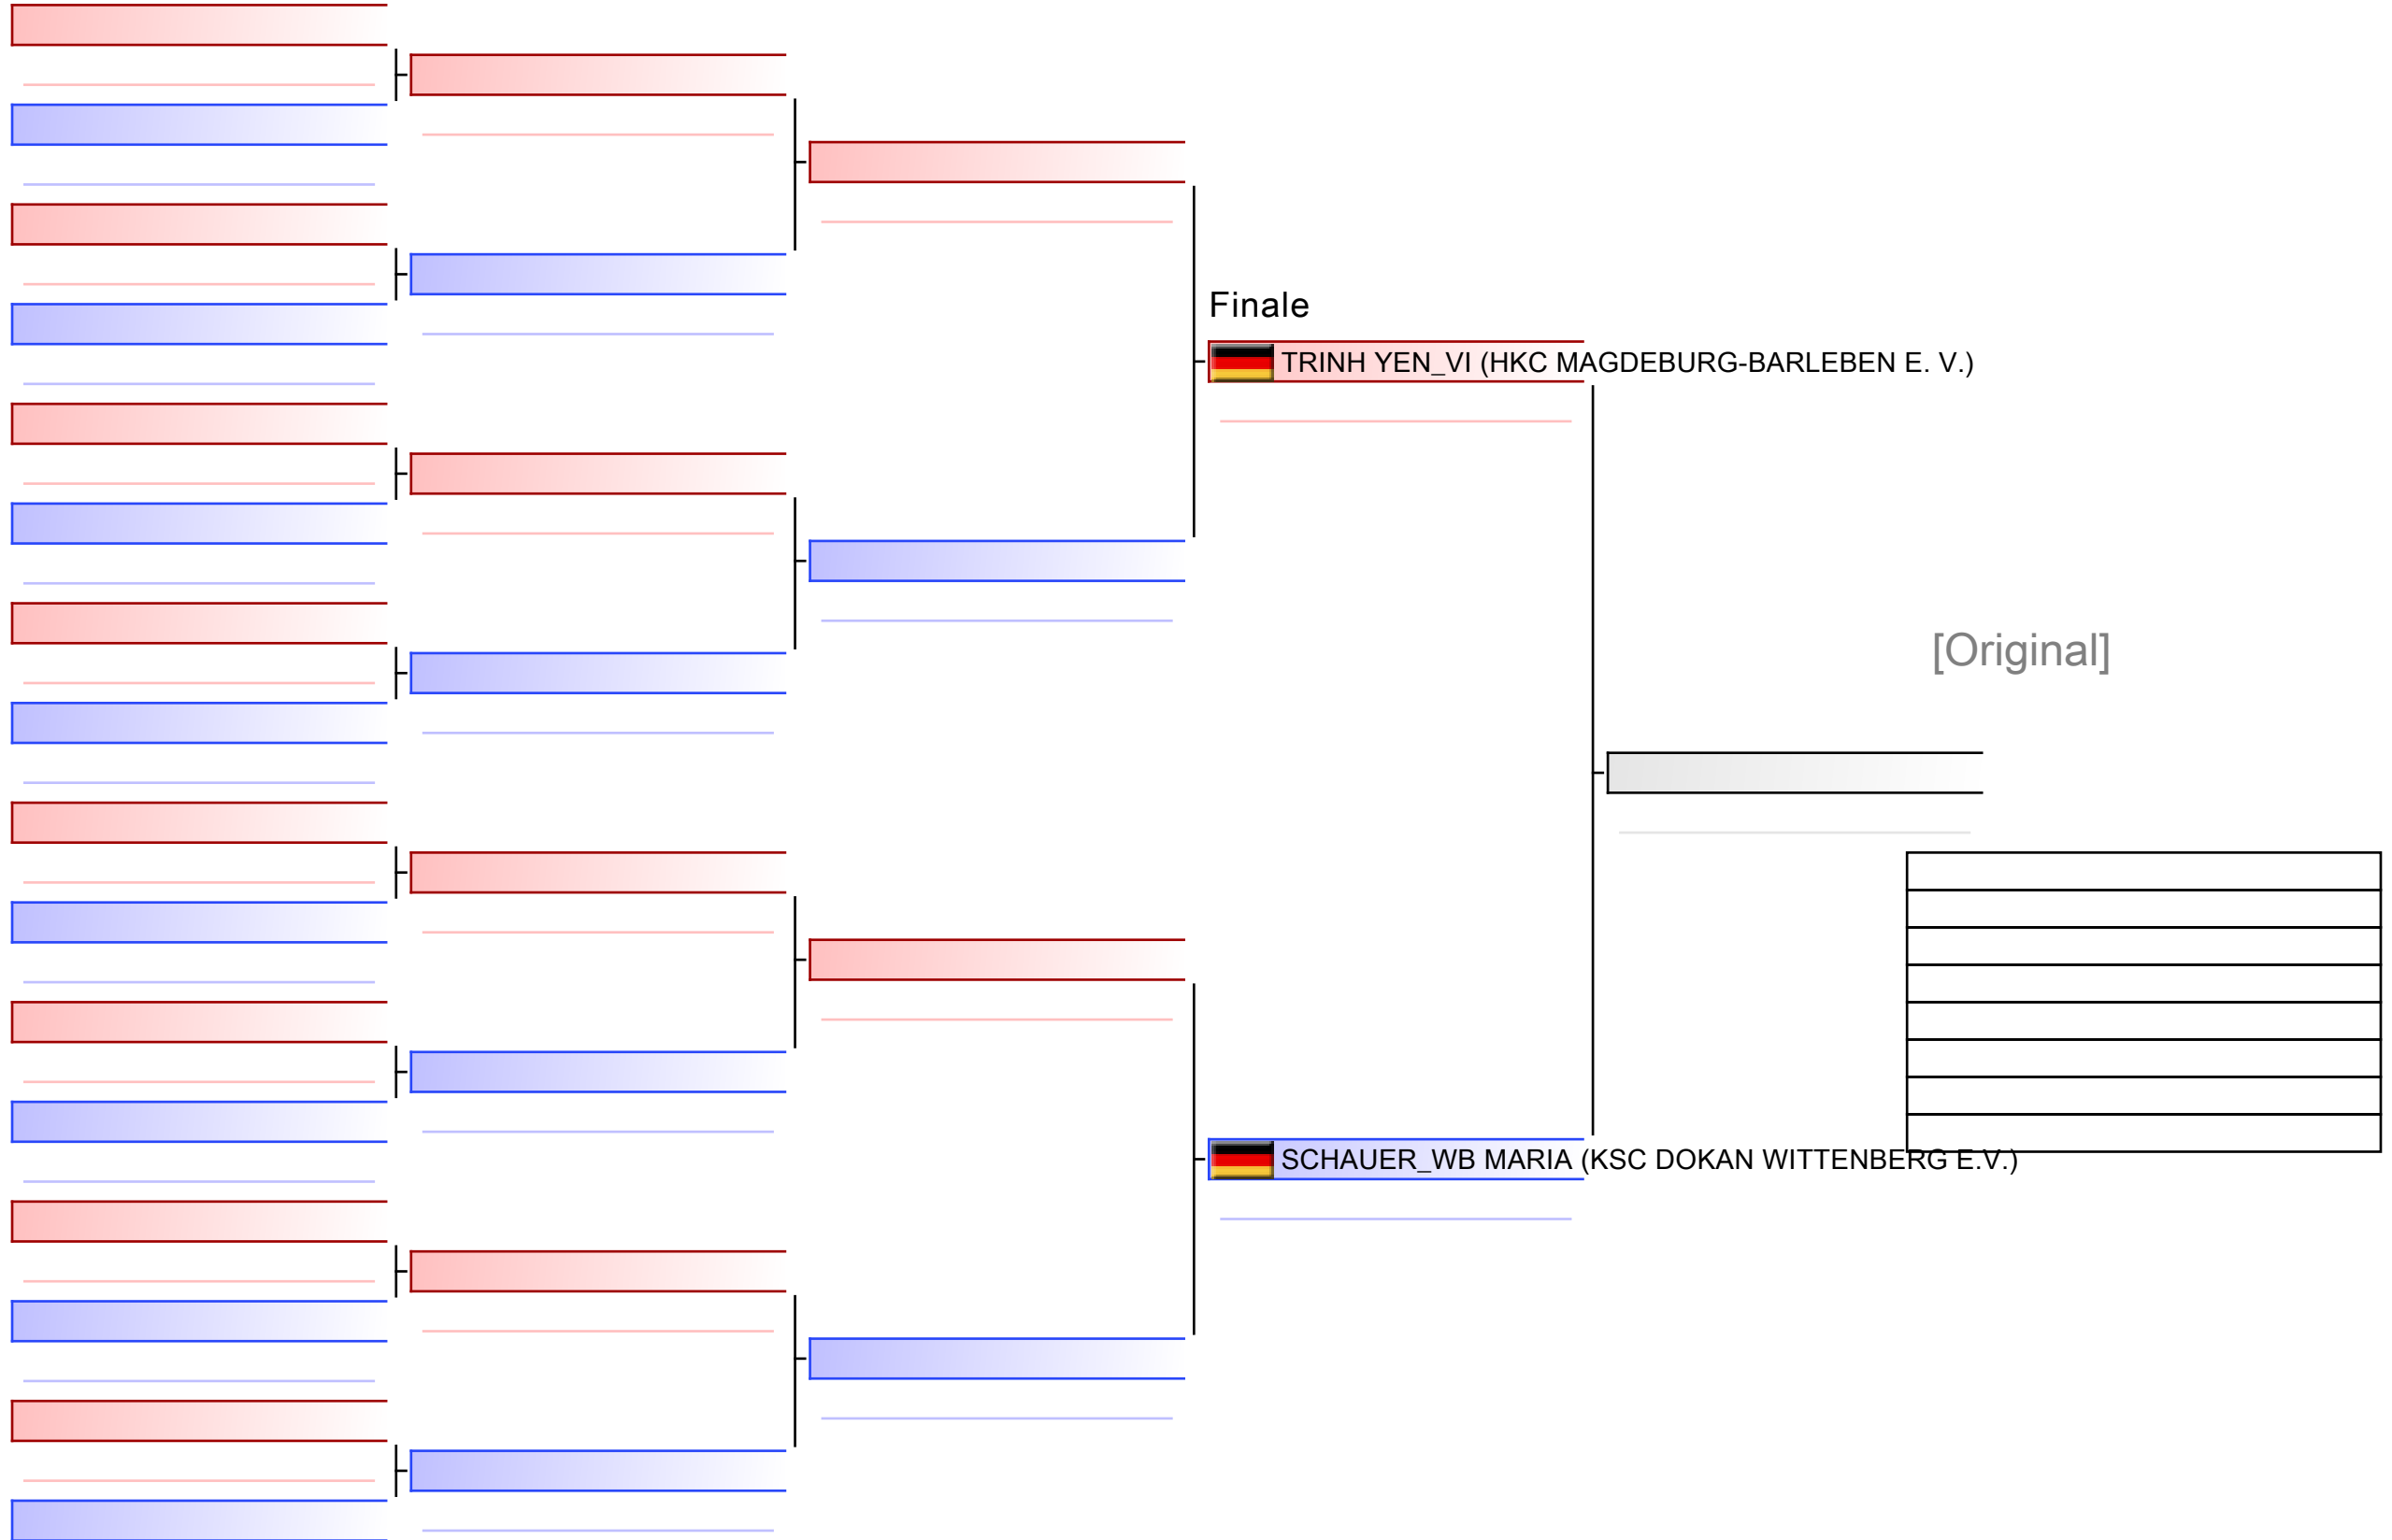 Finale
TRINH YEN_VI (HKC MAGDEBURG-BARLEBEN E. V.)
[Original]
SCHAUER_WB MARIA (KSC DOKAN WITTENBERG E.V.)